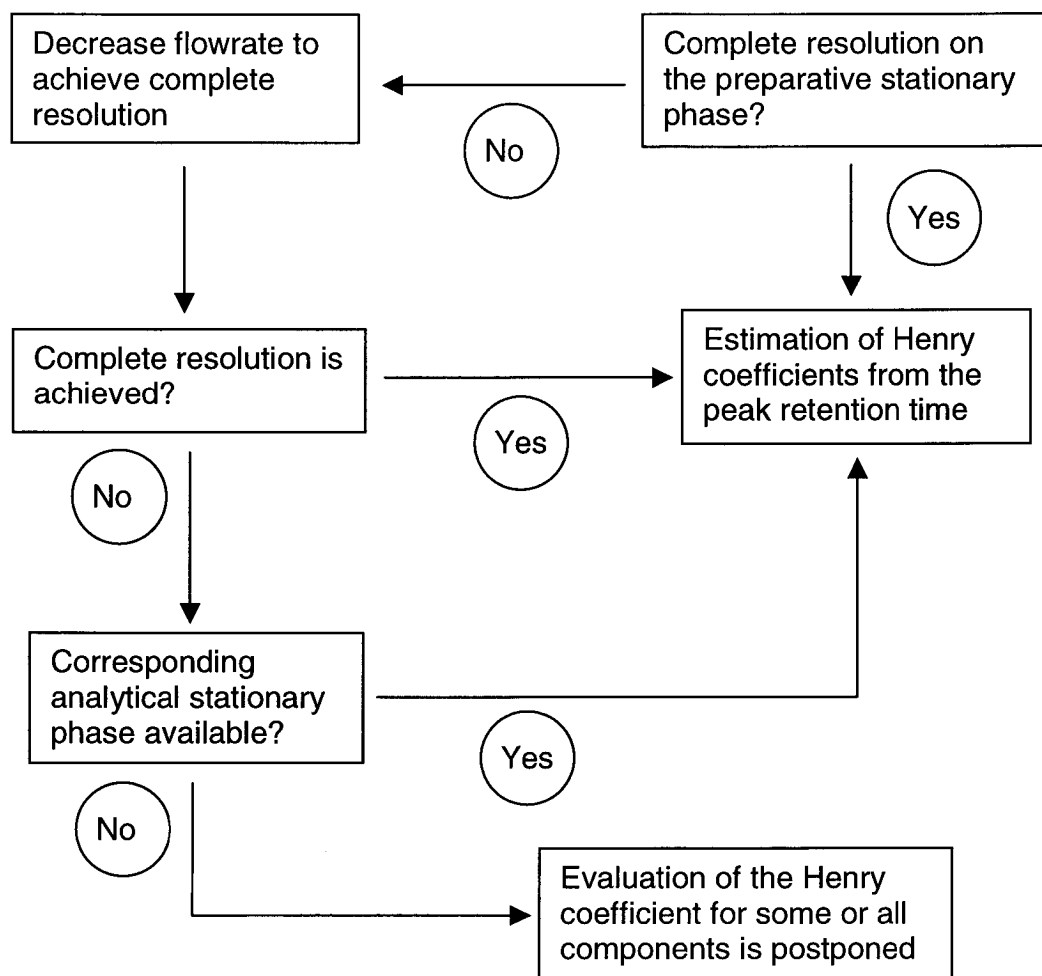 Decrease flowrate to
achieve complete
resolution
Complete resolution on
the preparative stationary
phase?
No
Yes
Complete resolution is
achieved?
Estimation of Henry
coefficients from the
peak retention time
Yes
No
Corresponding
analytical stationary
phase available?
Yes
No
Evaluation of the Henry
coefficient for some or all
components is postponed